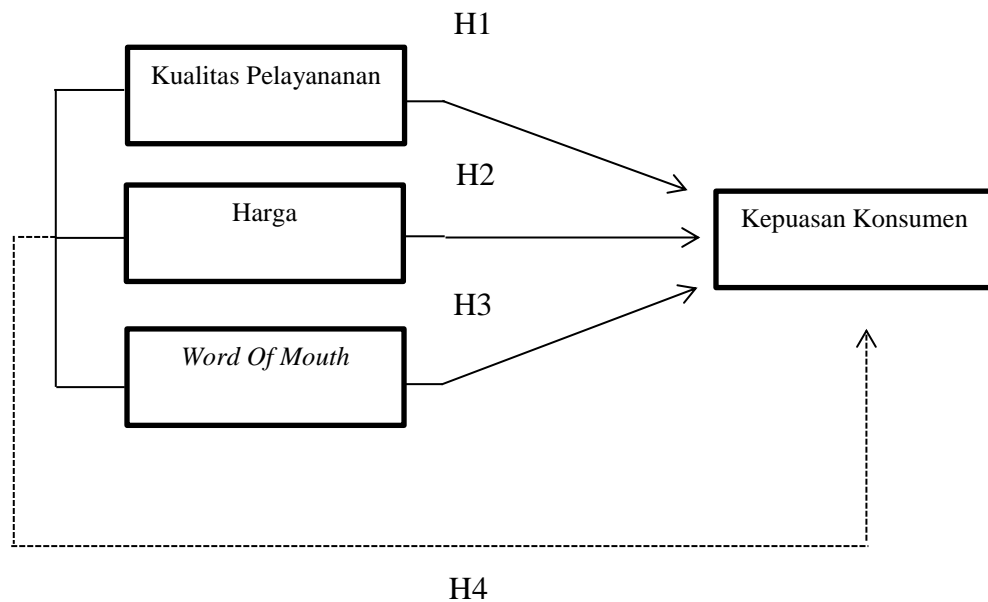 H1
Kualitas Pelayananan
H2
Harga
Kepuasan Konsumen
H3
Word Of Mouth
H4